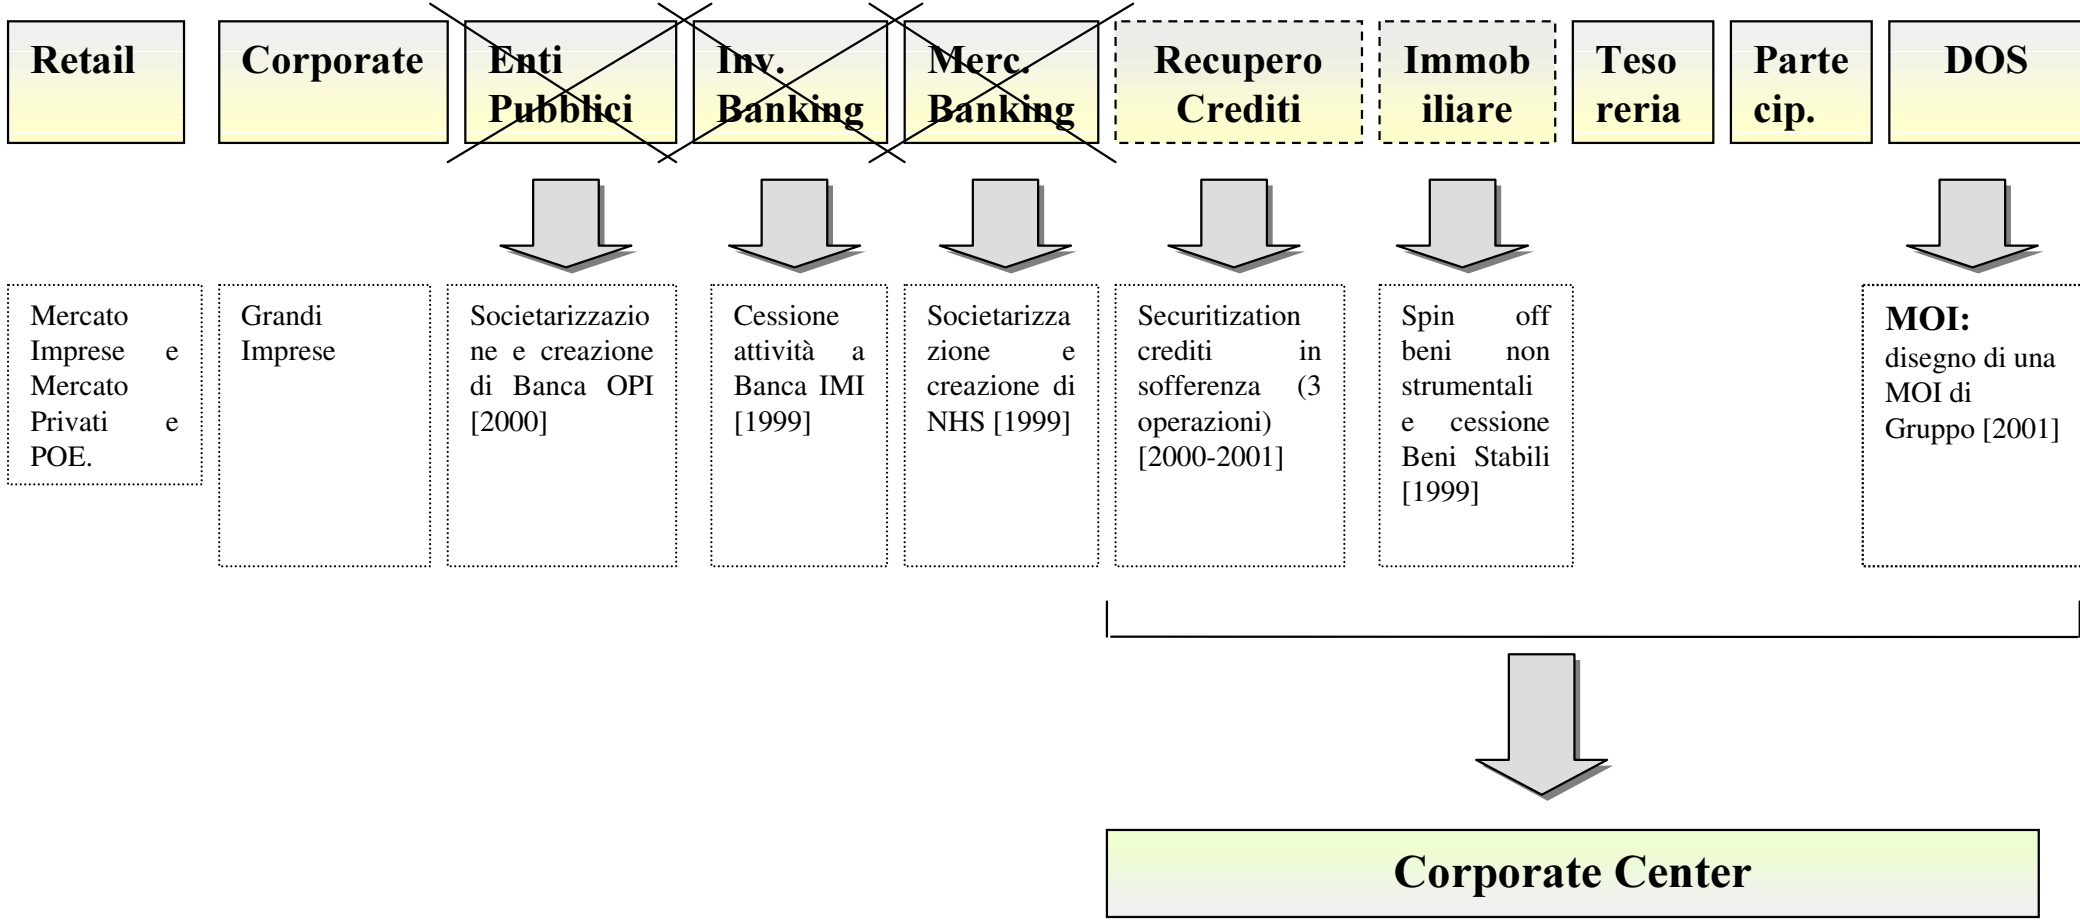 Retail
Corporate
Enti
Pubblici
Inv.
Banking
Merc.
Banking
Recupero
Crediti
Immob
iliare
Teso
reria
Parte
cip.
DOS
Mercato
Imprese e
Mercato
Privati e
POE.
Grandi
Imprese
Societarizzazio
ne e creazione
di Banca OPI
[2000]
Cessione
attività a
Banca IMI
[1999]
Societarizza
zione e
creazione di
NHS [1999]
Securitization
crediti in
sofferenza (3
operazioni)
[2000-2001]
Spin off
beni non
strumentali
e cessione
Beni Stabili
[1999]
MOI:
disegno di una
MOI di
Gruppo [2001]
Corporate Center